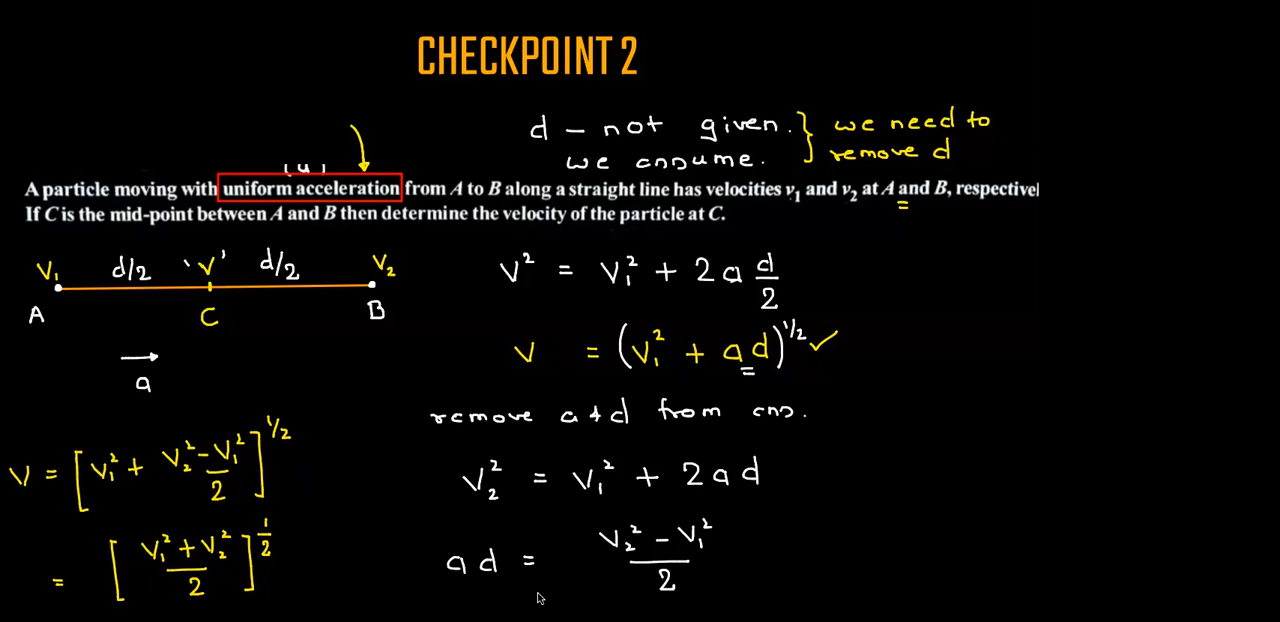 CHECKPOINT 2
d – not given. } we need to
we assume. } remove d
(a)
A particle moving with uniform acceleration from A to B along a straight line has velocities v₁ and v₂ at A and B, respectivel
If C is the mid-point between A and B then determine the velocity of the particle at C.
V₁ d/2 'V' d/2 V₂
A C B
a
V² = V₁² + 2a d/2
V = (V₁² + ad)^1/2 ✓
remove a & d from ans.
V₂² = V₁² + 2ad
ad = (V₂² – V₁²)/2
V = [V₁² + (V₂² – V₁²)/2]^1/2
= [(V₁² + V₂²)/2]^1/2